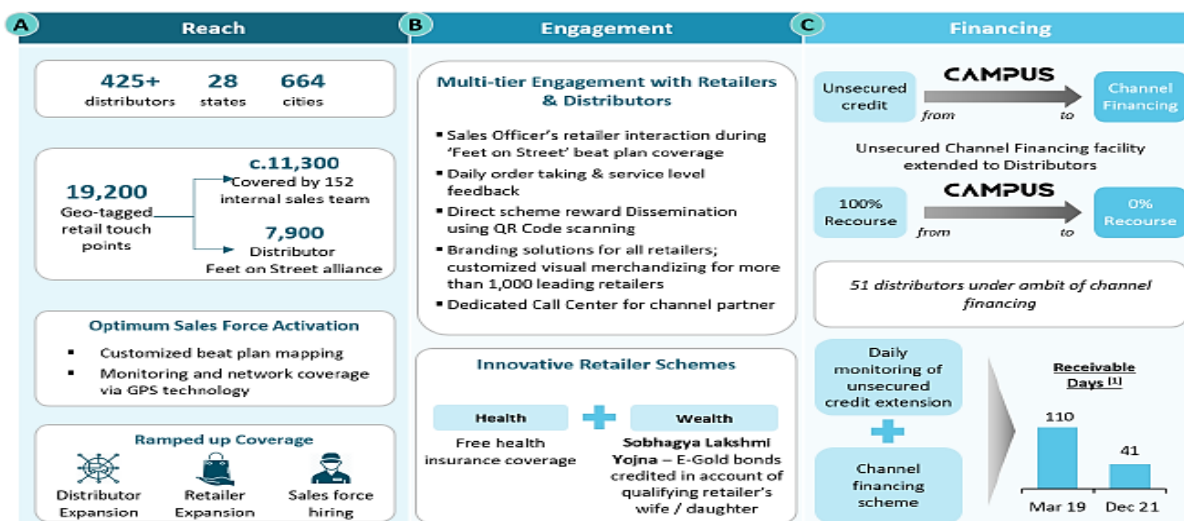 A
Reach
425+
distributors
28
states
664
cities
19,200
Geo-tagged
retail touch
points
c.11,300
Covered by 152
internal sales team
7,900
Distributor
Feet on Street alliance
Optimum Sales Force Activation
▪ Customized beat plan mapping
▪ Monitoring and network coverage
via GPS technology
Ramped up Coverage
Distributor
Expansion
Retailer
Expansion
Sales force
hiring
B
Engagement
Multi-tier Engagement with Retailers
& Distributors
▪ Sales Officer's retailer interaction during
'Feet on Street' beat plan coverage
▪ Daily order taking & service level
feedback
▪ Direct scheme reward Dissemination
using QR Code scanning
▪ Branding solutions for all retailers;
customized visual merchandizing for more
than 1,000 leading retailers
▪ Dedicated Call Center for channel partner
Innovative Retailer Schemes
Health
Free health
insurance coverage
Wealth
Sobhagya Lakshmi
Yojna – E-Gold bonds
credited in account of
qualifying retailer's
wife / daughter
C
Financing
Unsecured
credit
CAMPUS
from
to
Channel
Financing
Unsecured Channel Financing facility
extended to Distributors
100%
Recourse
CAMPUS
from
to
0%
Recourse
51 distributors under ambit of channel
financing
Daily
monitoring of
unsecured
credit extension
Channel
financing
scheme
Receivable
Days [1]
110
41
Mar 19
Dec 21